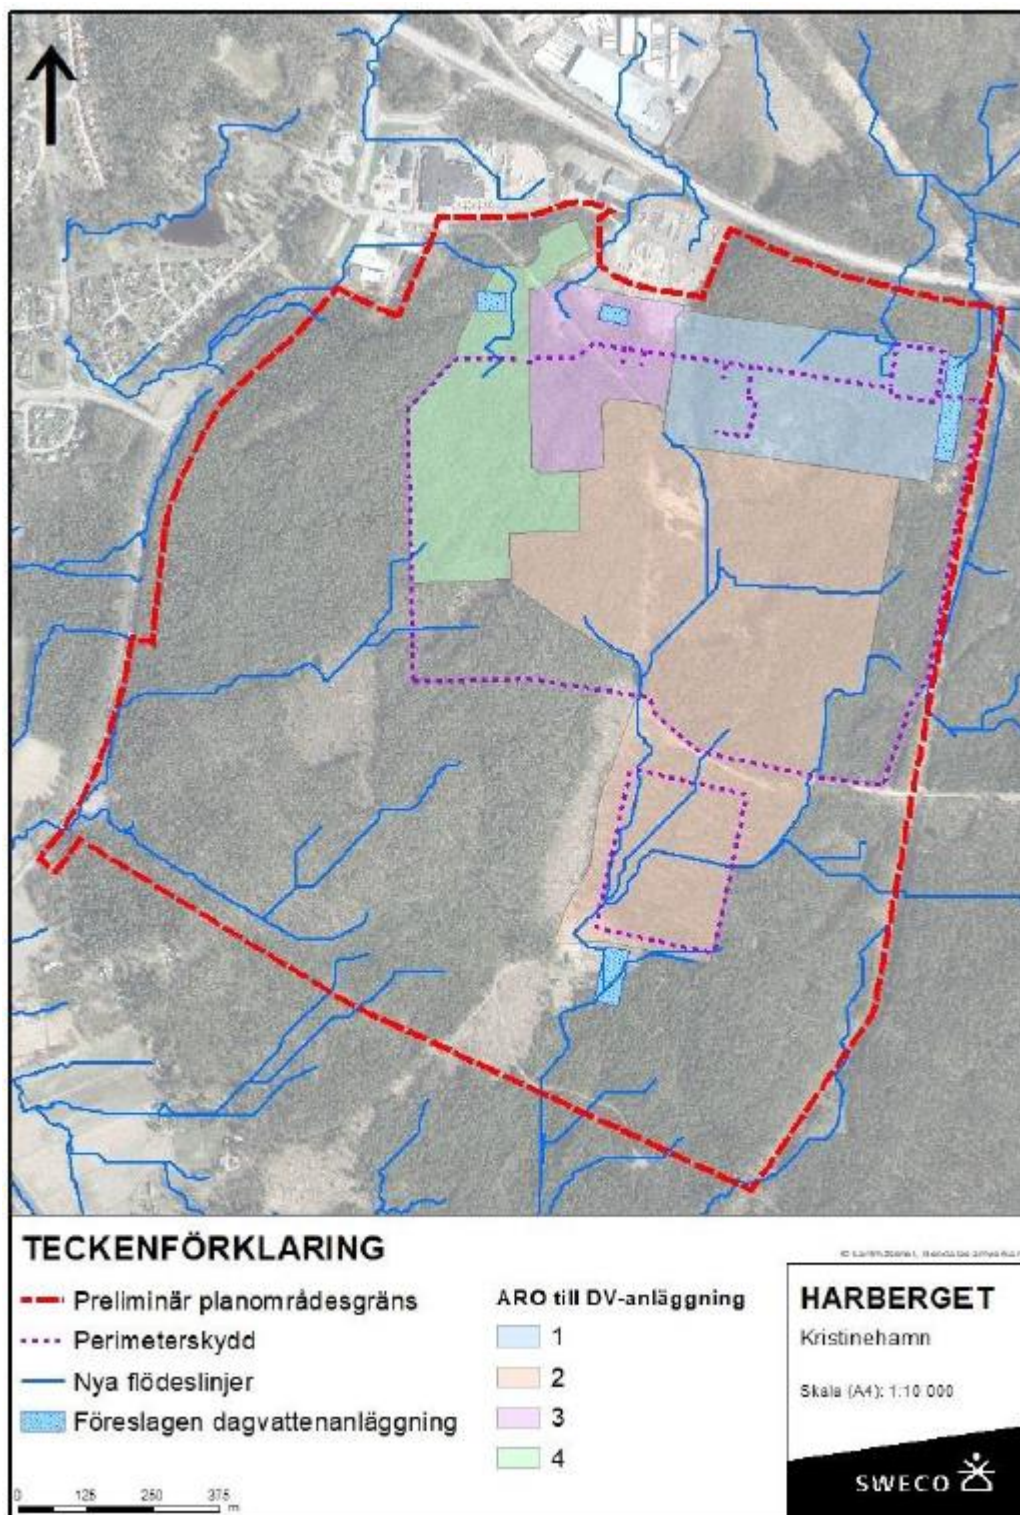 TECKENFÖRKLARING
Preliminär planområdesgräns
Perimeterskydd
Nya flödeslinjer
Föreslagen dagvattenanläggning
0 125 250 375
m
ARO till DV-anläggning
1
2
3
4
HARBERGET
Kristinehamn
Skala (A4): 1:10 000
SWECO